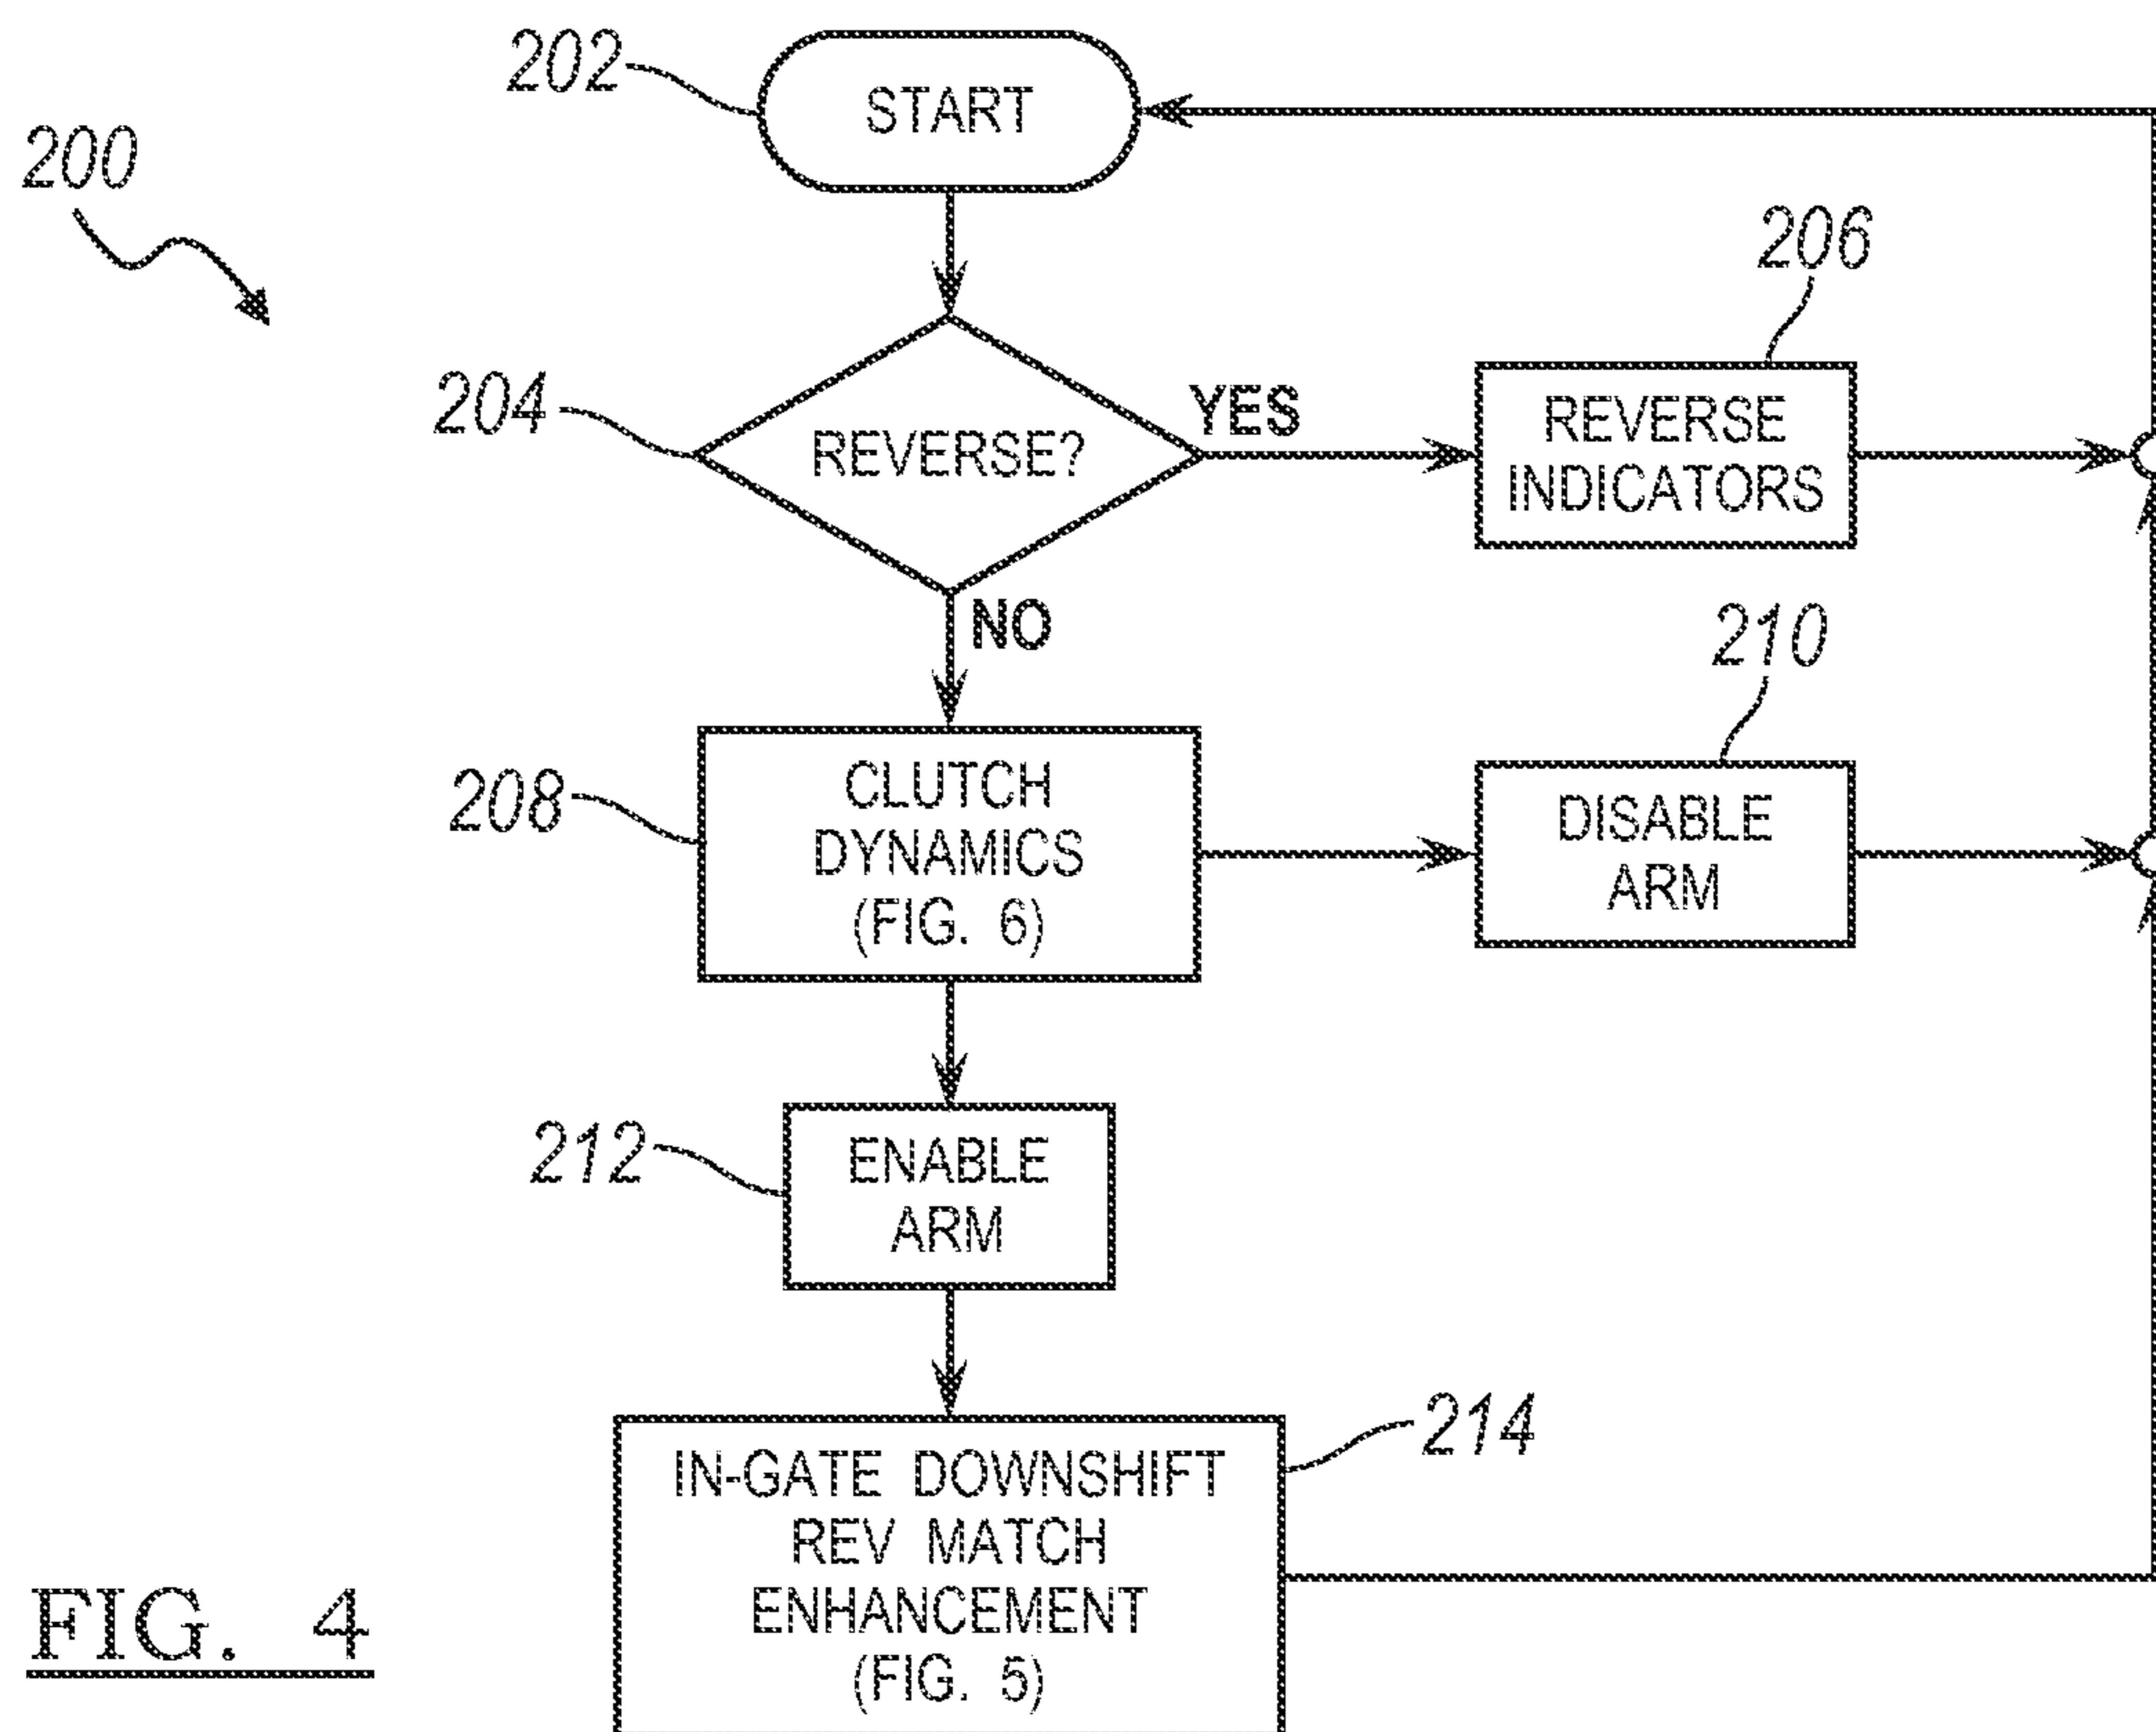 202
START
200
206
204
REVERSE?
YES
REVERSE
INDICATORS
NO
210
208
CLUTCH
DYNAMICS
(FIG. 6)
DISABLE
ARM
212
ENABLE
ARM
214
IN-GATE DOWNSHIFT
REV MATCH
ENHANCEMENT
(FIG. 5)
FIG. 4